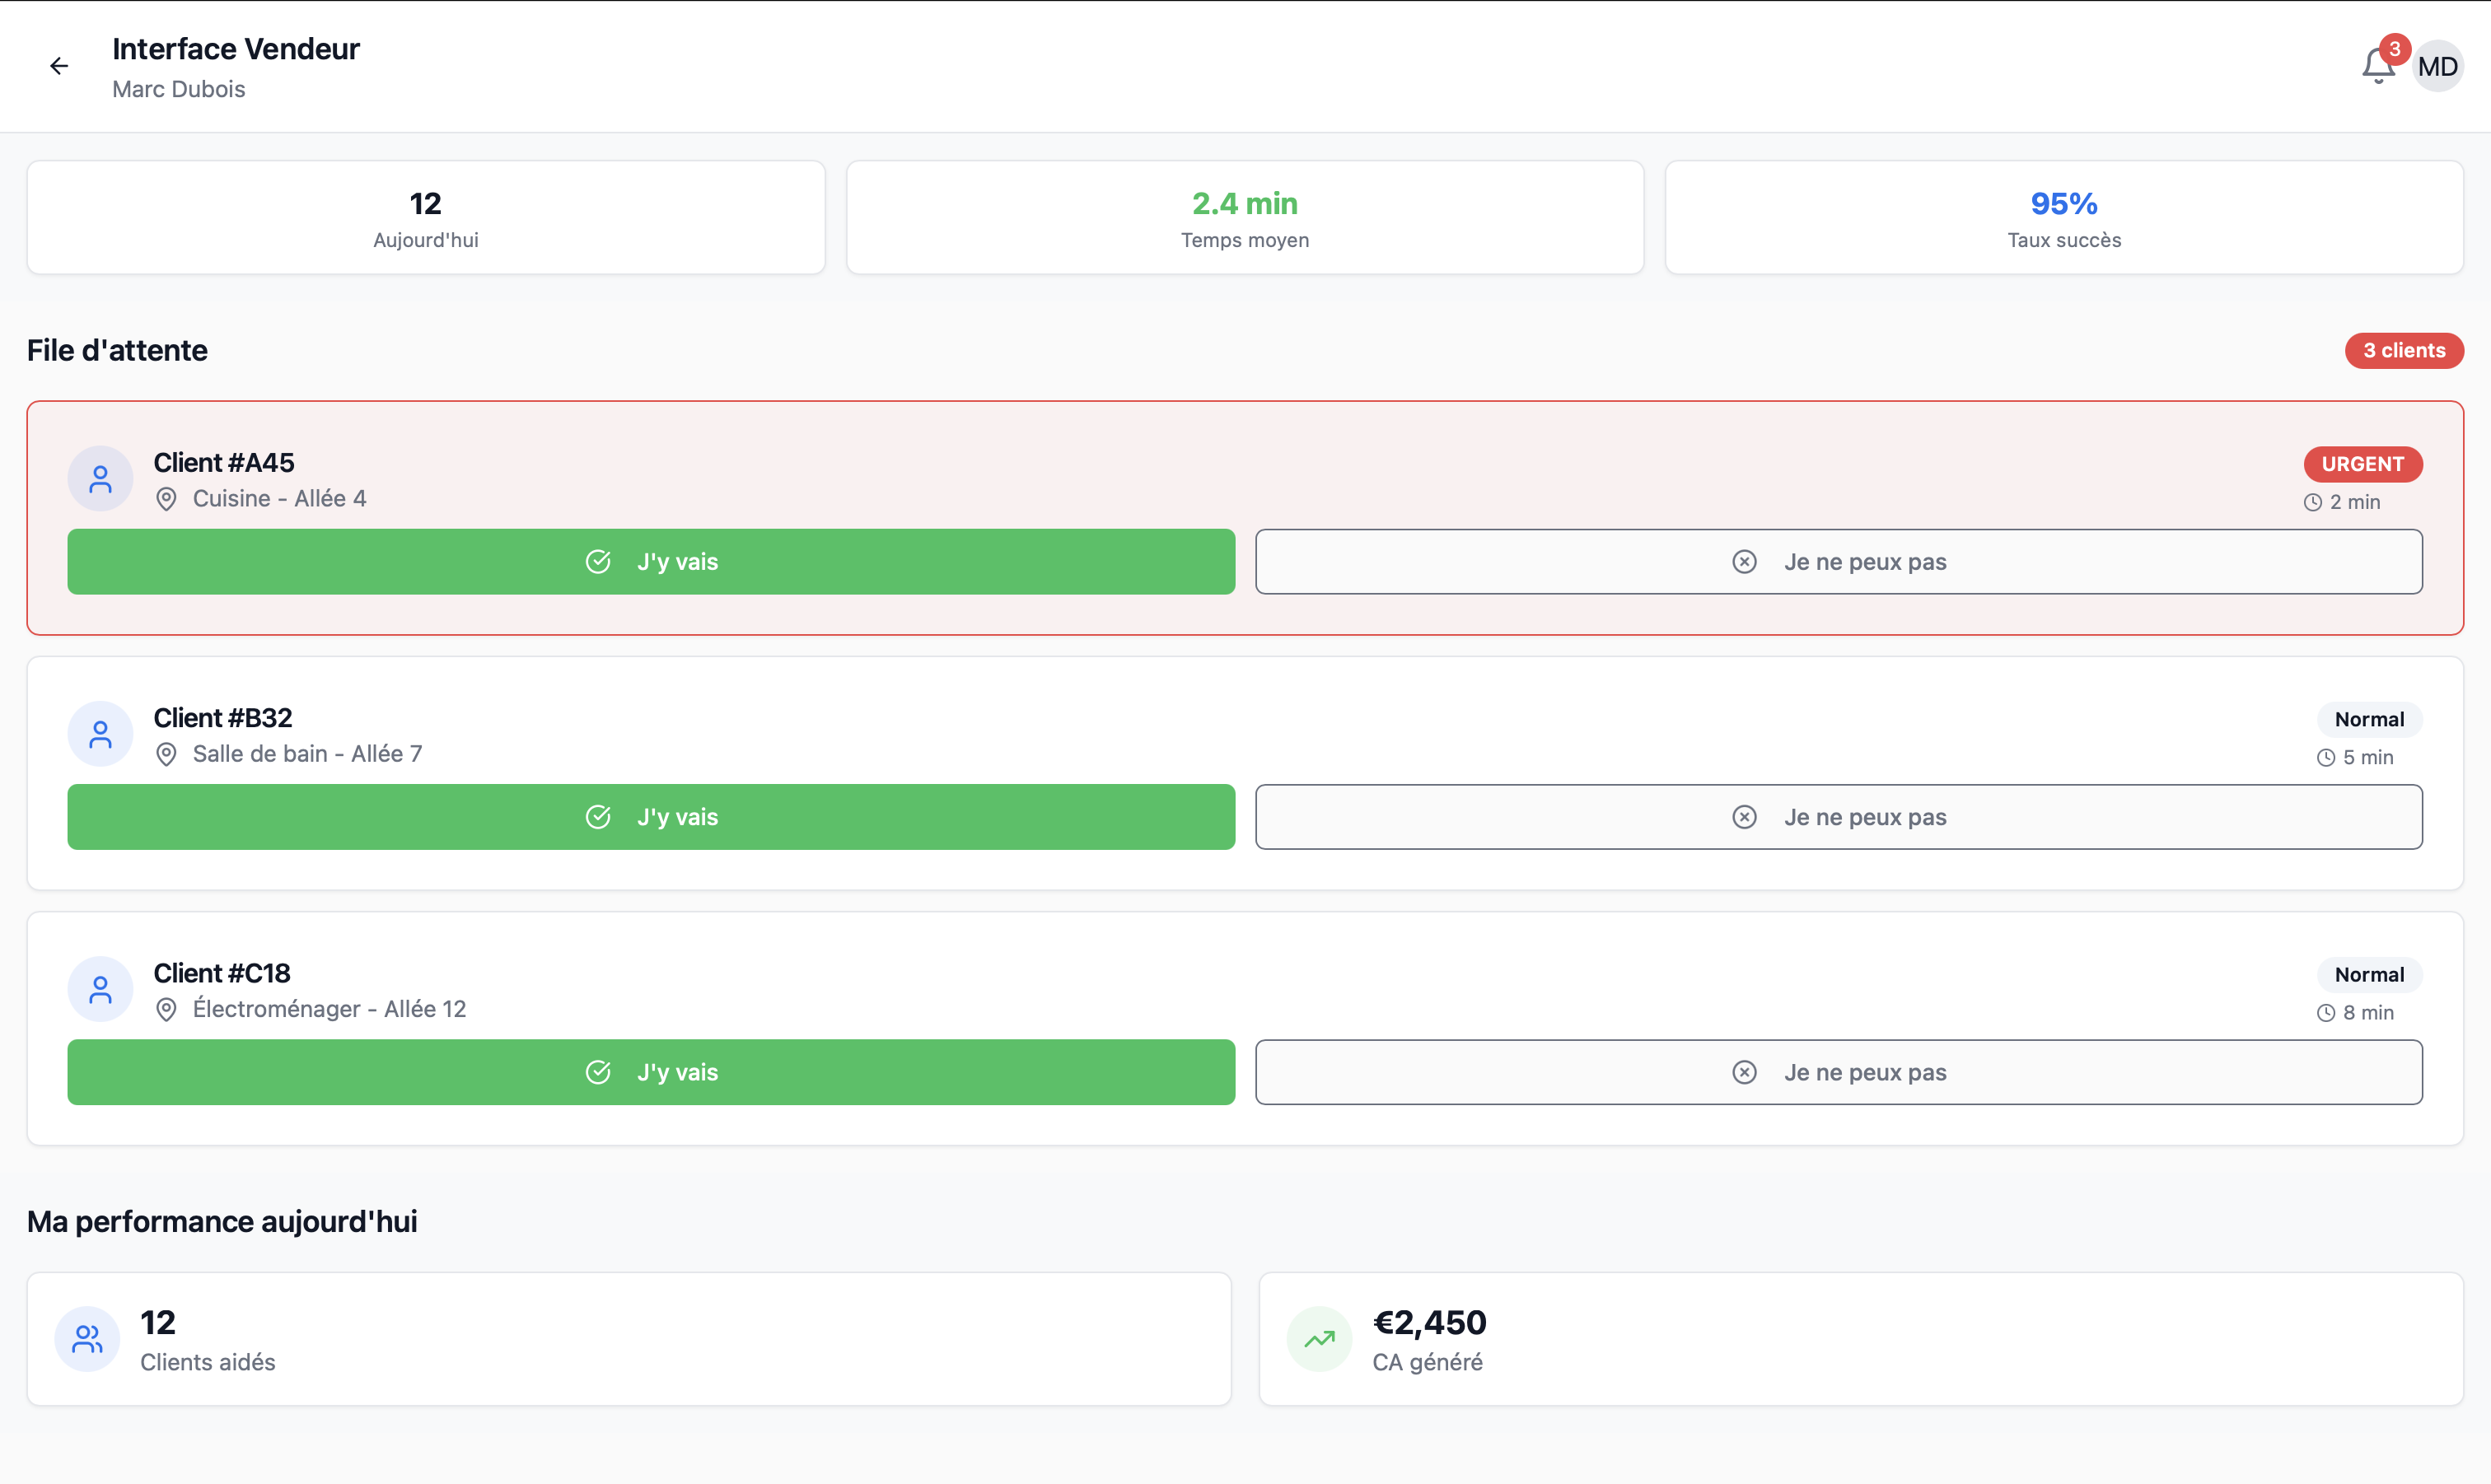 Interface Vendeur
Marc Dubois
3
MD
12
Aujourd'hui
2.4 min
Temps moyen
95%
Taux succès
File d'attente
3 clients
Client #A45
Cuisine - Allée 4
URGENT
2 min
J'y vais
Je ne peux pas
Client #B32
Salle de bain - Allée 7
Normal
5 min
J'y vais
Je ne peux pas
Client #C18
Électroménager - Allée 12
Normal
8 min
J'y vais
Je ne peux pas
Ma performance aujourd'hui
12
Clients aidés
€2,450
CA généré